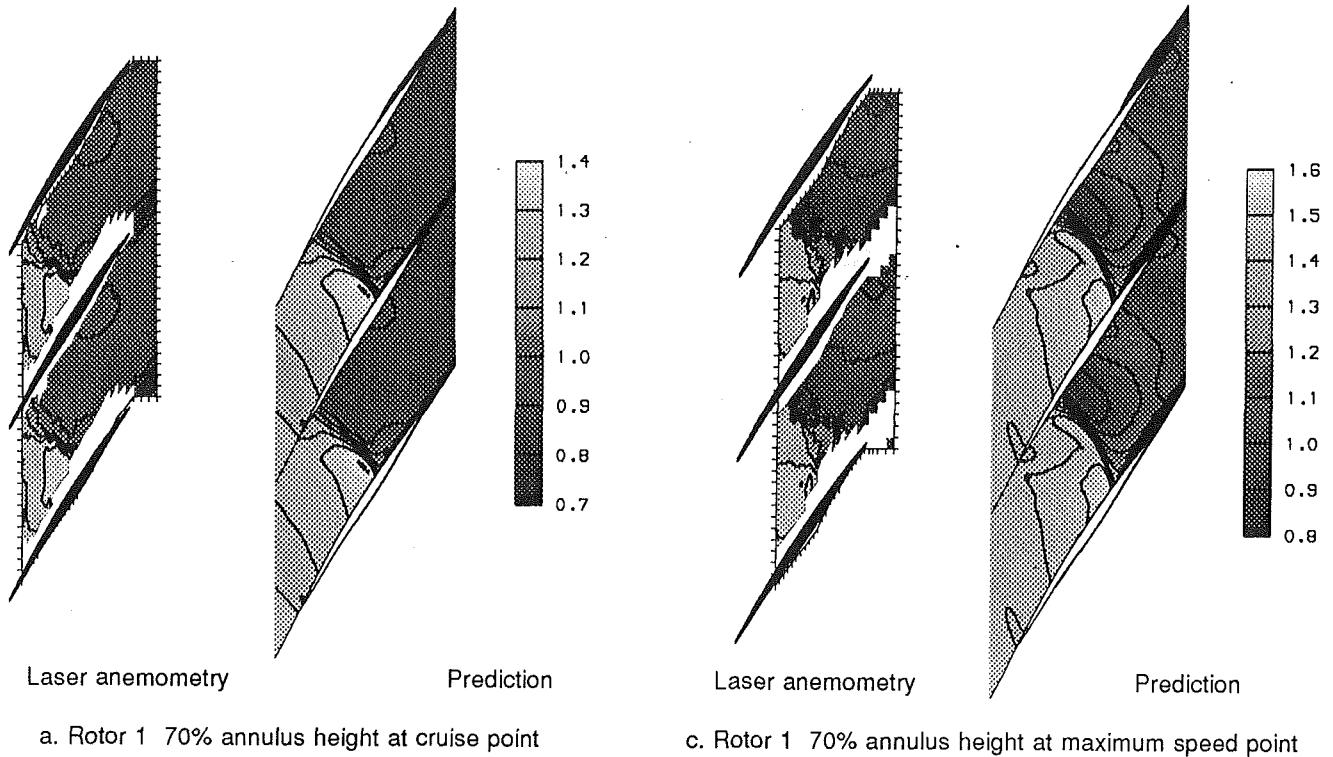 1.4
1.3
1.2
1.1
1.0
0.9
0.8
0.7
1.6
1.5
1.4
1.3
1.2
1.1
1.0
0.9
0.8
Laser anemometry
Prediction
Laser anemometry
Prediction
a. Rotor 1 70% annulus height at cruise point
c. Rotor 1 70% annulus height at maximum speed point